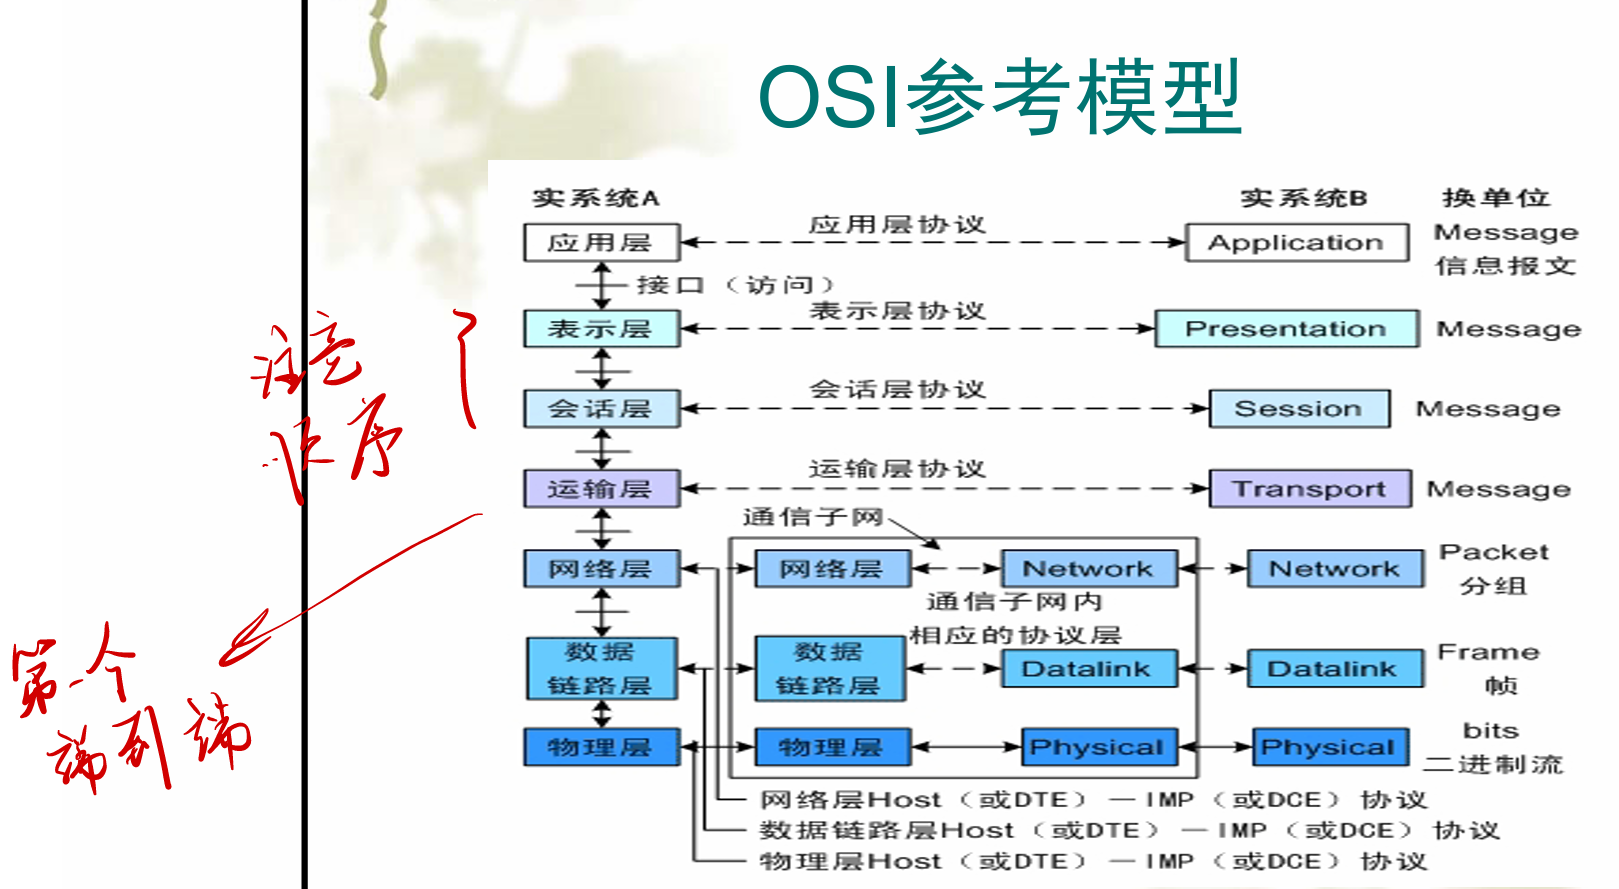 OSI参考模型
实系统A 实系统B 换单位
应用层 应用层协议 Application Message
信息报文
接口（访问）
表示层 表示层协议 Presentation Message
会话层 会话层协议 Session Message
运输层 运输层协议 Transport Message
通信子网
网络层 网络层 Network Network Packet
分组
通信子网内
相应的协议层
数据
链路层 数据
链路层 Datalink Datalink Frame
帧
物理层 物理层 Physical Physical bits
二进制流
网络层Host（或DTE）—IMP（或DCE）协议
数据链路层Host（或DTE）—IMP（或DCE）协议
物理层Host（或DTE）—IMP（或DCE）协议
注意
顺序
第一个
端到端